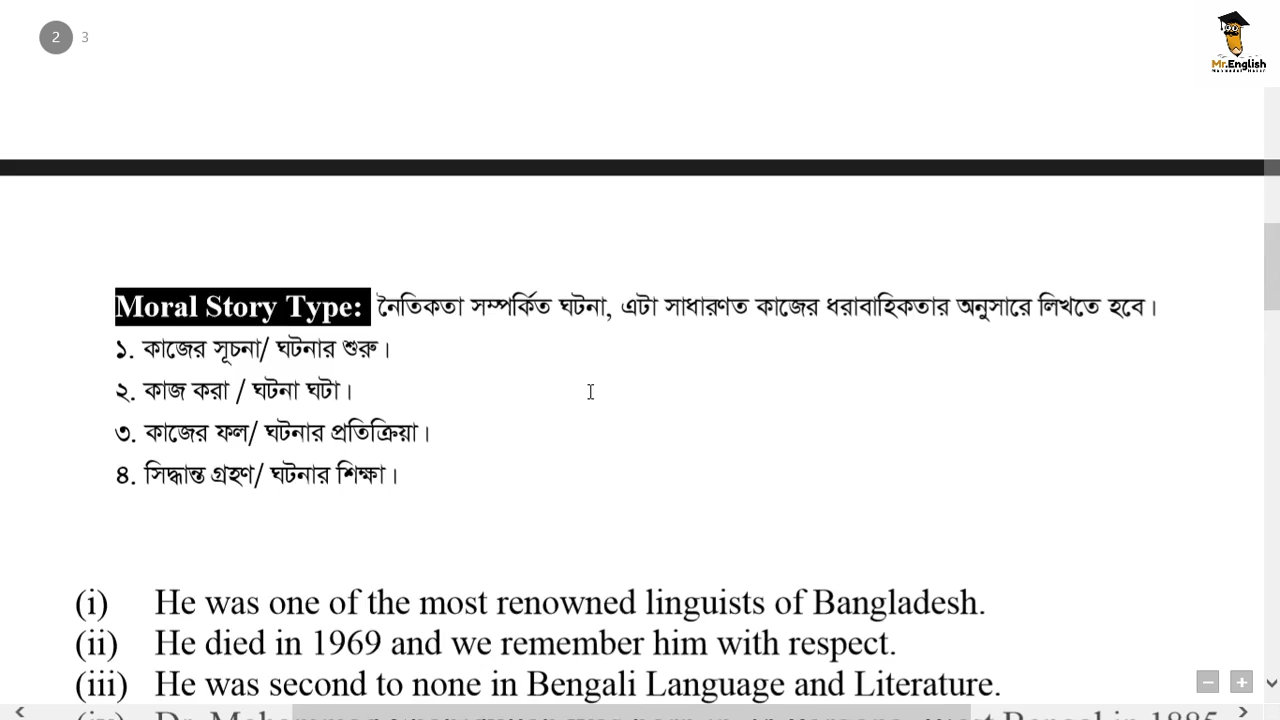 2 3
Mr.English
Moral Story Type: নৈতিকতা সম্পর্কিত ঘটনা, এটা সাধারণত কাজের ধরাবাহিকতার অনুসারে লিখতে হবে।
১. কাজের সূচনা/ ঘটনার শুরু।
২. কাজ করা / ঘটনা ঘটা।
৩. কাজের ফল/ ঘটনার প্রতিক্রিয়া।
৪. সিদ্ধান্ত গ্রহণ/ ঘটনার শিক্ষা।
(i) He was one of the most renowned linguists of Bangladesh.
(ii) He died in 1969 and we remember him with respect.
(iii) He was second to none in Bengali Language and Literature.